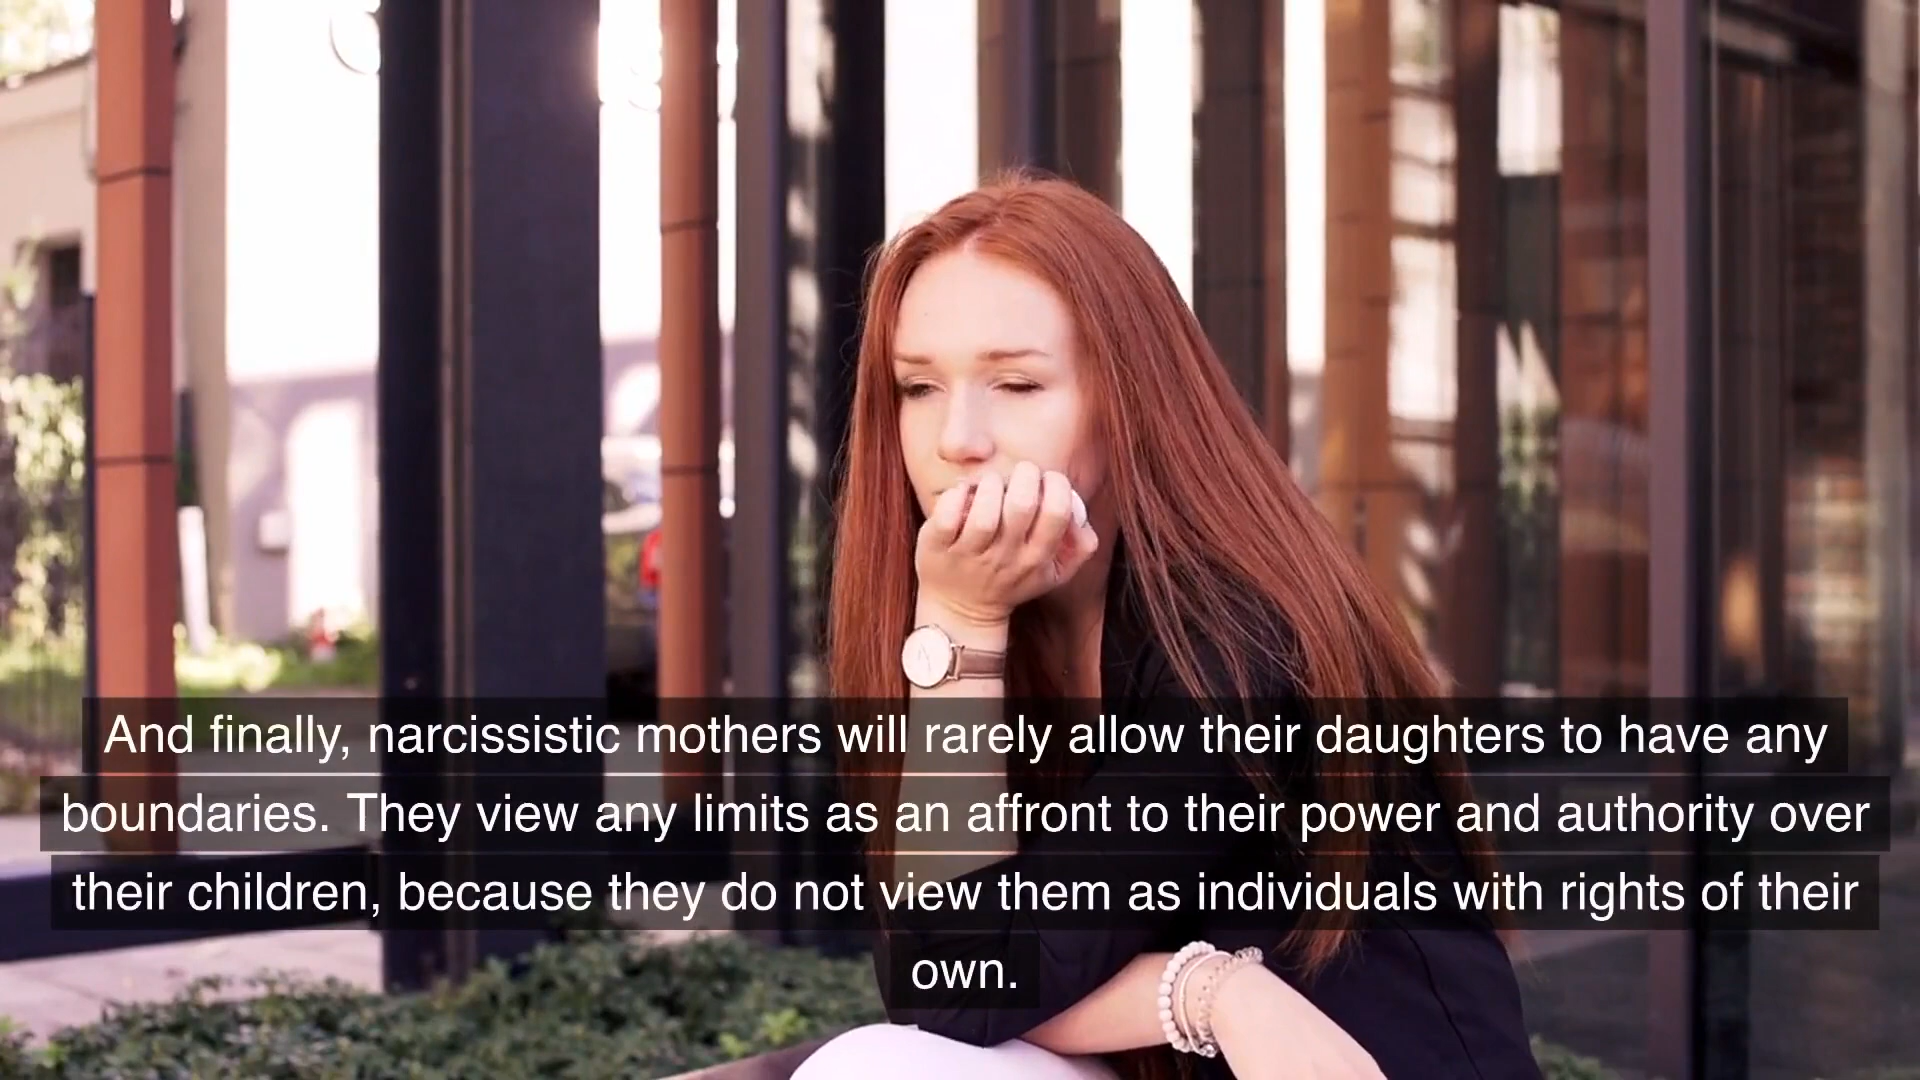 And finally, narcissistic mothers will rarely allow their daughters to have any
boundaries. They view any limits as an affront to their power and authority over
their children, because they do not view them as individuals with rights of their
own.